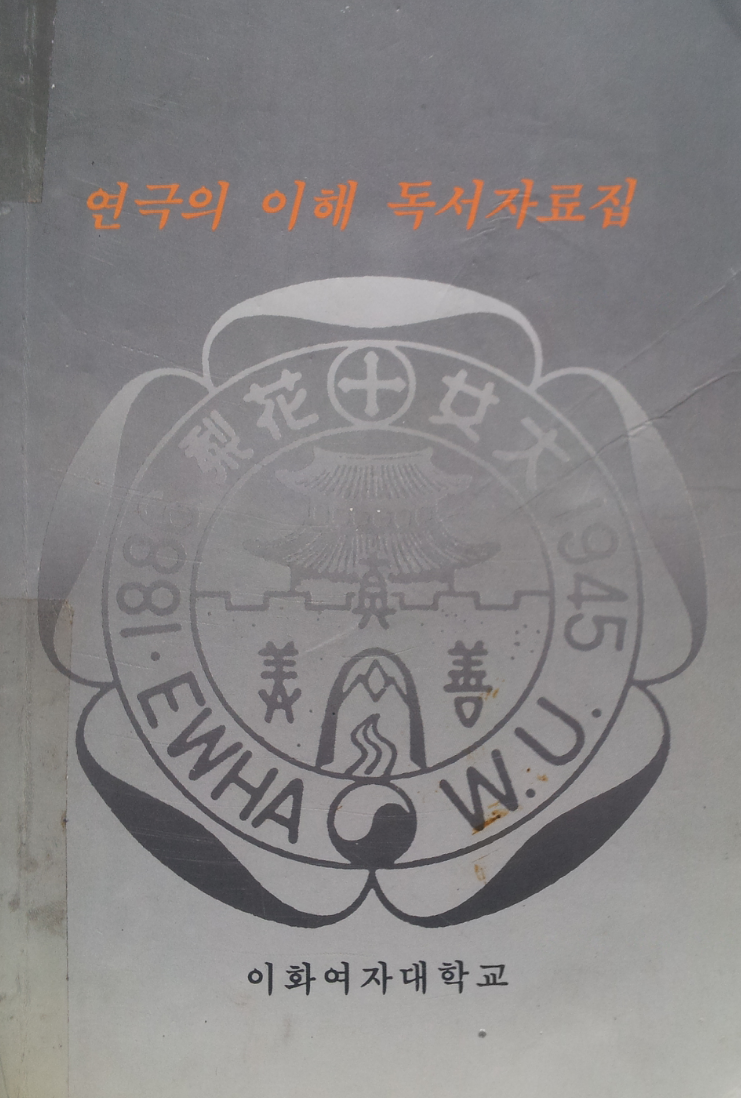 연극의 이해 독서자료집
梨花 女大
1886 1945
眞
美 善
EWHA W.U.
이화여자대학교